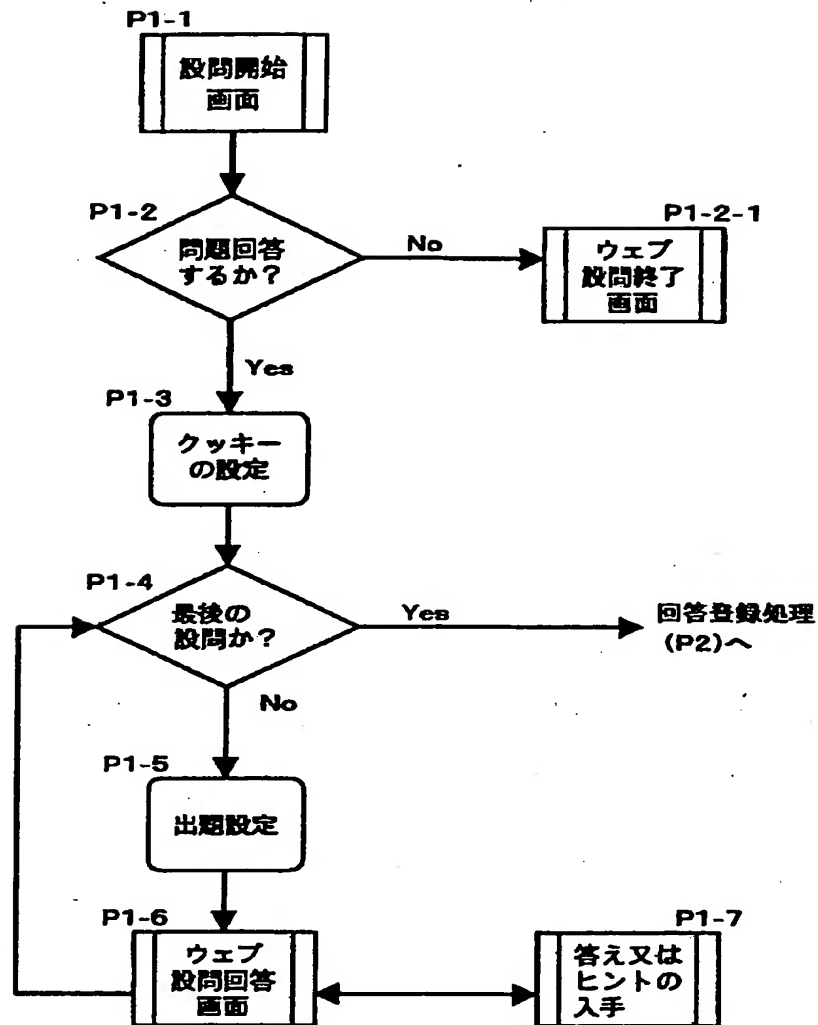 P1-1
設問開始
画面
P1-2
P1-2-1
問題回答
するか?
No
ウェブ
設問終了
画面
Yes
P1-3
クッキー
の設定
P1-4
最後の
設問か?
Yes
回答登録処理
(P2)へ
No
P1-5
出題設定
P1-6
P1-7
ウェブ
設問回答
画面
答え又は
ヒントの
入手